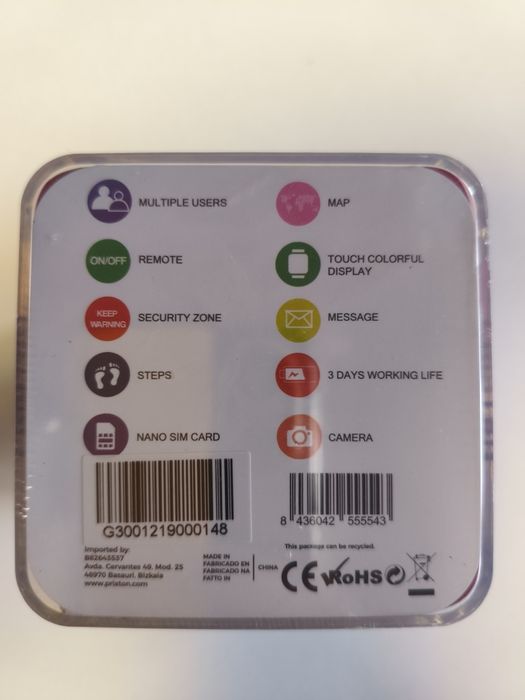 MULTIPLE USERS
MAP
ON/OFF
REMOTE
TOUCH COLORFUL
DISPLAY
KEEP
WARNING
SECURITY ZONE
MESSAGE
STEPS
3 DAYS WORKING LIFE
NANO SIM CARD
CAMERA
G3001219000148
8 436042 555543
Imported by:
B82645537
Avda. Cervantes 49. Mod. 25
48970 Basauri. Bizkaia
www.prixton.com
MADE IN
FABRICADO EN
FABRICADO NA
FATTO IN
CHINA
This package can be recycled.
CE RoHS